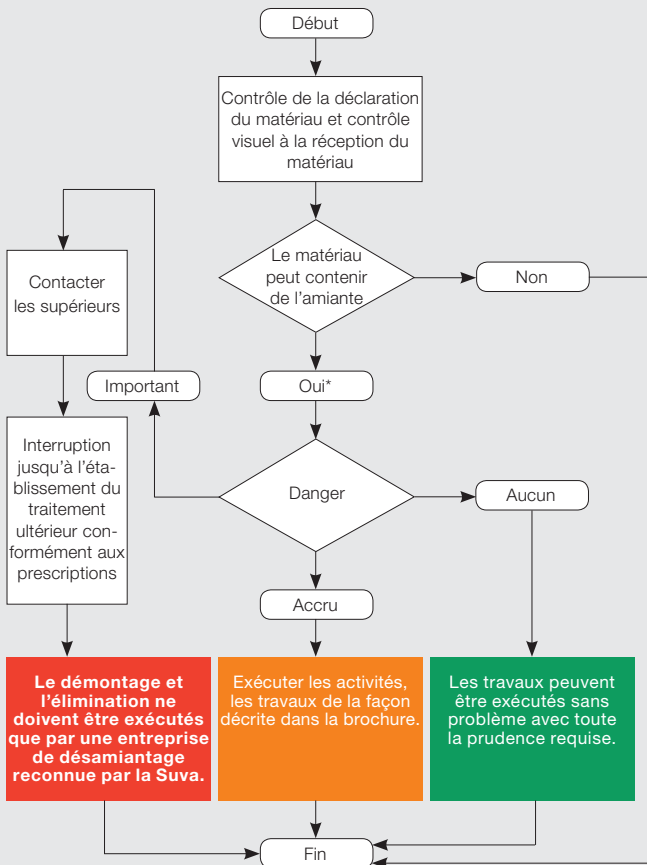 Début
Contrôle de la déclaration
du matériau et contrôle
visuel à la réception du
matériau
Le matériau
peut contenir
de l'amiante
Non
Contacter
les supérieurs
Important
Oui*
Interruption
jusqu'à l'éta-
blissement du
traitement
ultérieur con-
formément aux
prescriptions
Danger
Aucun
Accru
Le démontage et
l'élimination ne
doivent être exécutés
que par une entreprise
de désamiantage
reconnue par la Suva.
Exécuter les activités,
les travaux de la façon
décrite dans la brochure.
Les travaux peuvent
être exécutés sans
problème avec toute
la prudence requise.
Fin